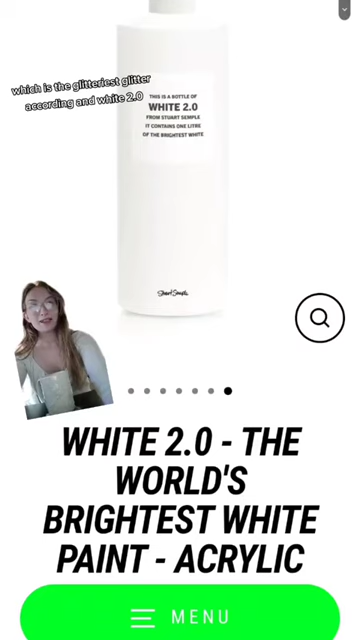 which is the glitteriest glitter
according and white 2.0
THIS IS A BOTTLE OF
WHITE 2.0
FROM STUART SEMPLE
IT CONTAINS ONE LITRE
OF THE BRIGHTEST WHITE
Stuart Semple
WHITE 2.0 - THE
WORLD'S
BRIGHTEST WHITE
PAINT - ACRYLIC
MENU